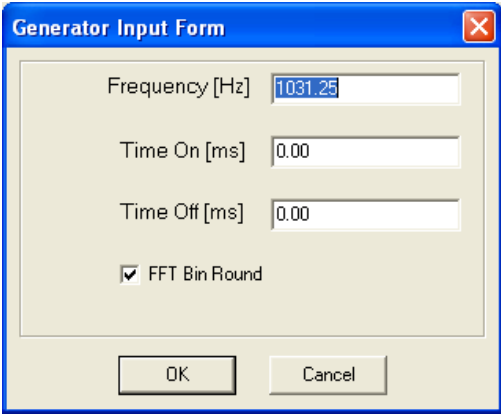 Generator Input Form
Frequency [Hz] 1031.25
Time On [ms] 0.00
Time Off [ms] 0.00
FFT Bin Round
OK Cancel